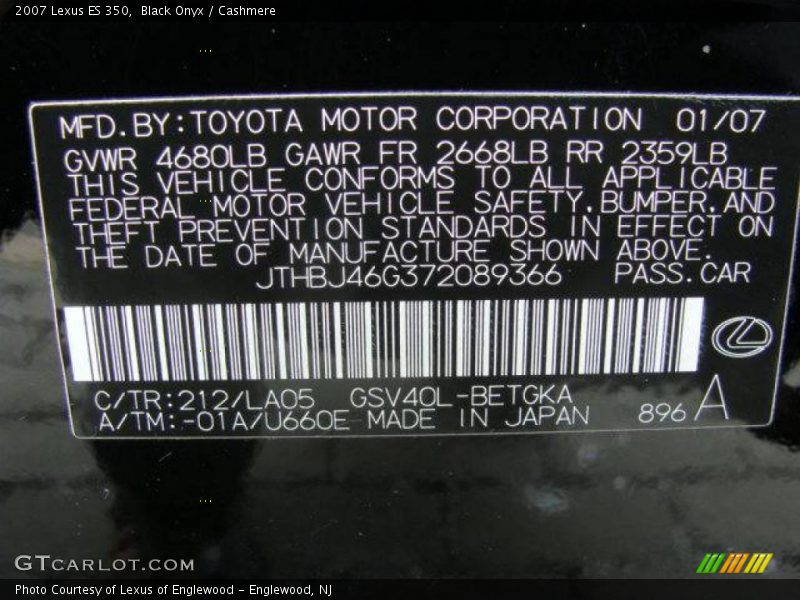 2007 Lexus ES 350, Black Onyx / Cashmere
MFD.BY:TOYOTA MOTOR CORPORATION 01/07
GVWR 4680LB GAWR FR 2668LB RR 2359LB
THIS VEHICLE CONFORMS TO ALL APPLICABLE
FEDERAL MOTOR VEHICLE SAFETY,BUMPER,AND
THEFT PREVENTION STANDARDS IN EFFECT ON
THE DATE OF MANUFACTURE SHOWN ABOVE.
JTHBJ46G372089366 PASS.CAR
C/TR:212/LA05 GSV40L-BETGKA
A/TM:-01A/U660E MADE IN JAPAN 896 A
GTCARLOT.COM
Photo Courtesy of Lexus of Englewood - Englewood, NJ